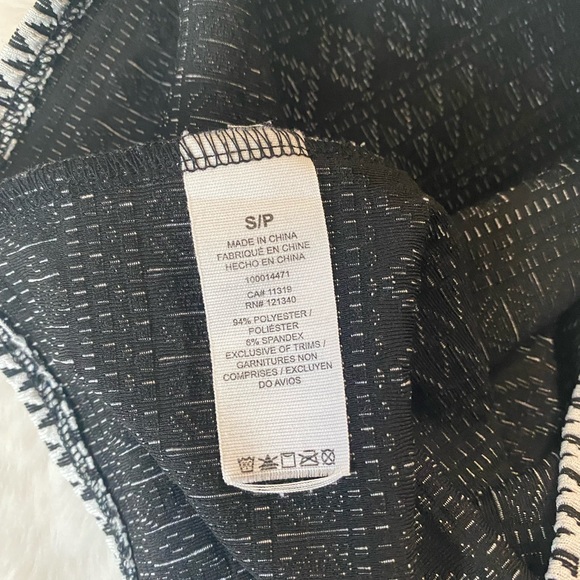 S/P
MADE IN CHINA
FABRIQUÉ EN CHINE
HECHO EN CHINA
100014471
CA# 11319
RN# 121340
94% POLYESTER /
POLIÉSTER
6% SPANDEX
EXCLUSIVE OF TRIMS /
GARNITURES NON
COMPRISES / EXCLUYEN
DO AVIOS